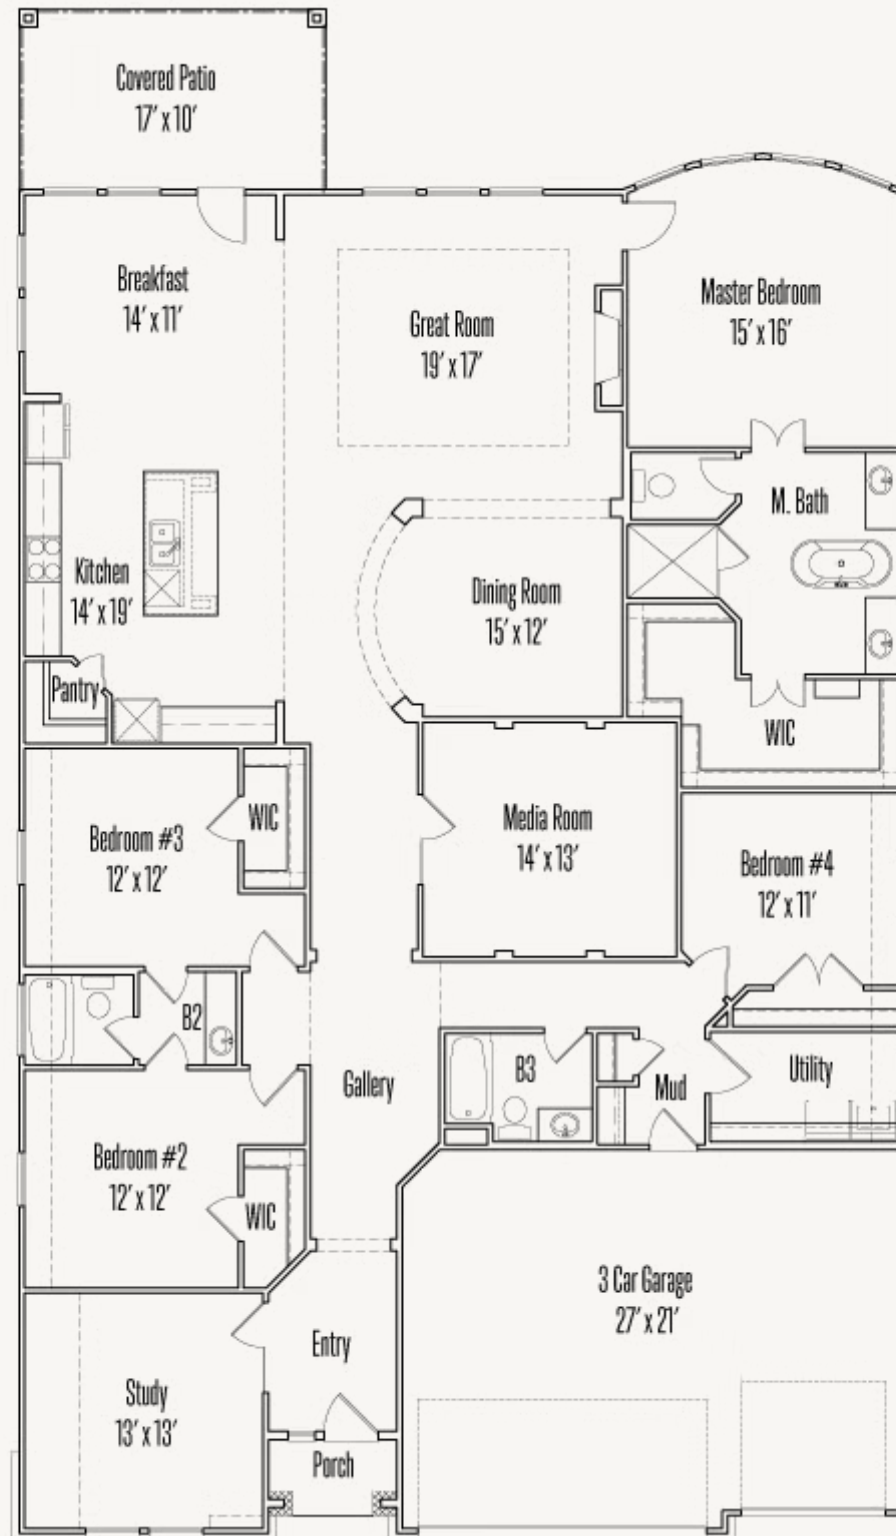 Covered Patio
17' x 10'
Breakfast
14' x 11'
Great Room
19' x 17'
Master Bedroom
15' x 16'
M. Bath
Kitchen
14' x 19'
Dining Room
15' x 12'
Pantry
WIC
Bedroom #3
12' x 12'
WIC
Media Room
14' x 13'
Bedroom #4
12' x 11'
B2
Gallery
B3
Mud
Utility
Bedroom #2
12' x 12'
WIC
3 Car Garage
27' x 21'
Entry
Study
13' x 13'
Porch